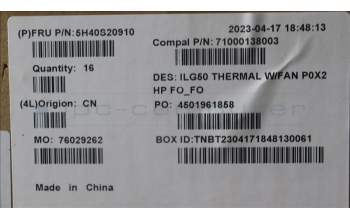 2023-04-17 18:48:13
(P)FRU P/N:5H40S20910
Compal P/N:71000138003
Quantity: 16
DES: ILG50 THERMAL W/FAN P0X2
HP FO_FO
(4L)Origion: CN
PO: 4501961858
MO: 76029262
BOX ID:TNBT2304171848130061
Made in China